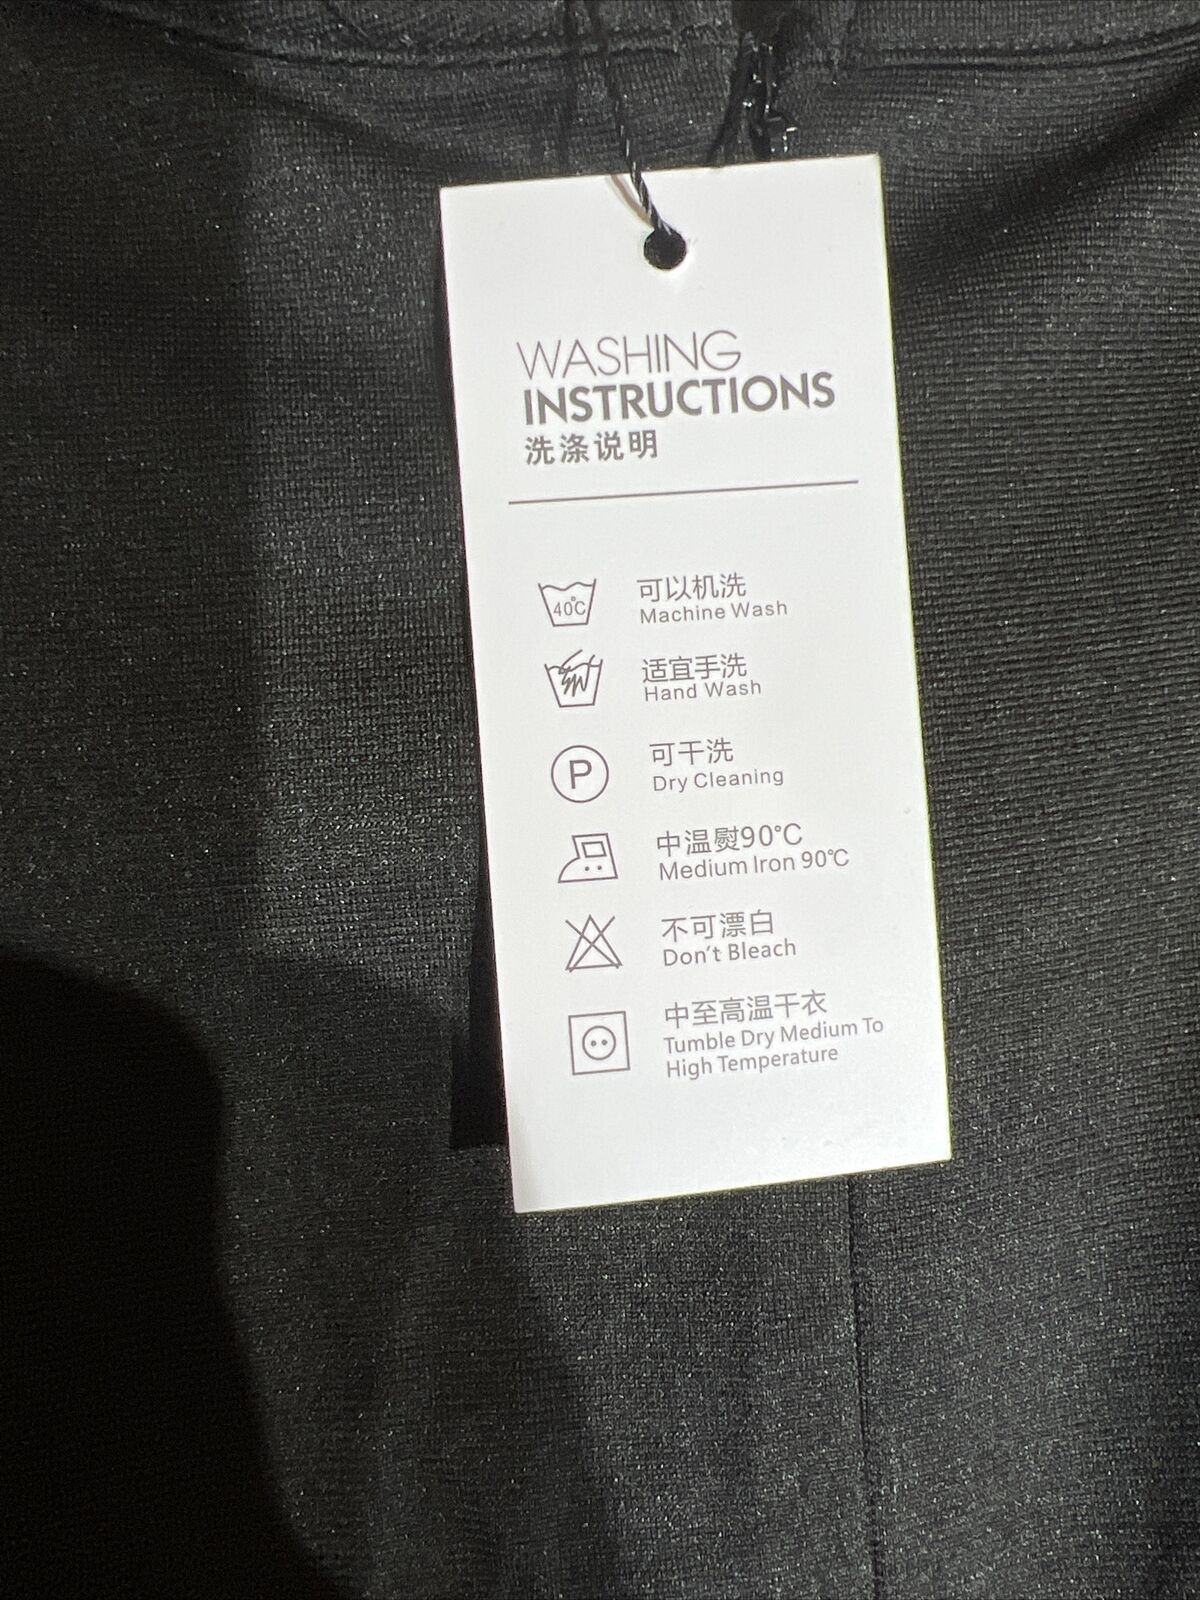 WASHING
INSTRUCTIONS
洗涤说明
40℃
可以机洗
Machine Wash
适宜手洗
Hand Wash
P
可干洗
Dry Cleaning
中温熨90°C
Medium Iron 90℃
不可漂白
Don't Bleach
中至高温干衣
Tumble Dry Medium To
High Temperature